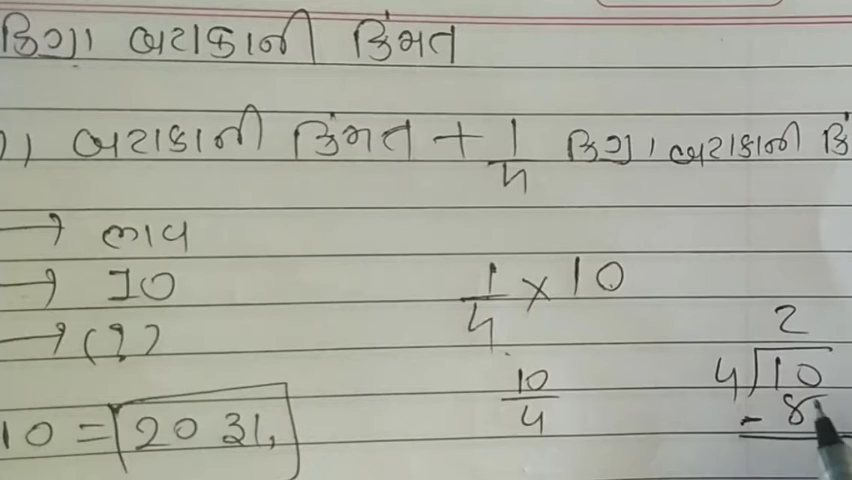 કિગ્રા બટાકાની કિંમત
) બટાકાની કિંમત + 1/4 કિગ્રા બટાકાની કિં
→ ભાવ
→ 10
→ (?)
1/4 × 10
10/4
2
4)10
- 8
10 = 20 રૂા,